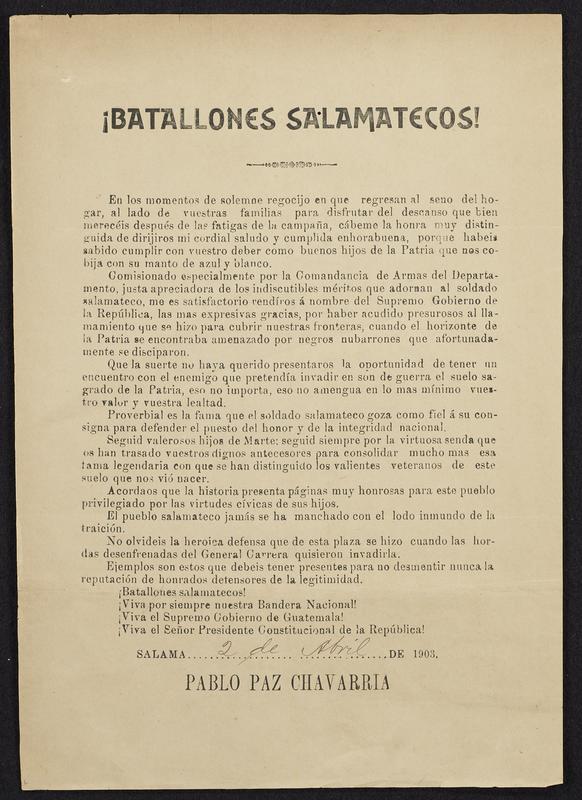 ¡BATALLONES SALAMATECOS!
En los momentos de solemne regocijo en que regresan al seno del ho-
gar, al lado de vuestras familias para disfrutar del descanso que bien
merecéis después de las fatigas de la campaña, cábeme la honra muy distin-
guida de dirijiros mi cordial saludo y cumplida enhorabuena, porque habeis
sabido cumplir con vuestro deber como buenos hijos de la Patria que nos co-
bija con su manto de azul y blanco.
Comisionado especialmente por la Comandancia de Armas del Departa-
mento, justa apreciadora de los indiscutibles méritos que adornan al soldado
salamateco, me es satisfactorio rendiros á nombre del Supremo Gobierno de
la República, las mas expresivas gracias, por haber acudido presurosos al lla-
mamiento que se hizo para cubrir nuestras fronteras, cuando el horizonte de
la Patria se encontraba amenazado por negros nubarrones que afortunada-
mente se disciparon.
Que la suerte no haya querido presentaros la oportunidad de tener un
encuentro con el enemigo que pretendía invadir en són de guerra el suelo sa-
grado de la Patria, eso no importa, eso no amengua en lo mas mínimo vues-
tro valor y vuestra lealtad.
Proverbial es la fama que el soldado salamateco goza como fiel á su con-
signa para defender el puesto del honor y de la integridad nacional.
Seguid valerosos hijos de Marte: seguid siempre por la virtuosa senda que
os han trasado vuestros dignos antecesores para consolidar mucho mas esa
fama legendaria con que se han distinguido los valientes veteranos de este
suelo que nos vió nacer.
Acordaos que la historia presenta páginas muy honrosas para este pueblo
privilegiado por las virtudes cívicas de sus hijos.
El pueblo salamateco jamás se ha manchado con el lodo inmundo de la
traición.
No olvideis la heroica defensa que de esta plaza se hizo cuando las hor-
das desenfrenadas del General Carrera quisieron invadirla.
Ejemplos son estos que debeis tener presentes para no desmentir nunca la
reputación de honrados detensores de la legitimidad.
¡Batallones salamatecos!
¡Viva por siempre nuestra Bandera Nacional!
¡Viva el Supremo Gobierno de Guatemala!
¡Viva el Señor Presidente Constitucional de la República!
SALAMA......2 de Abril......DE 1903.
PABLO PAZ CHAVARRIA